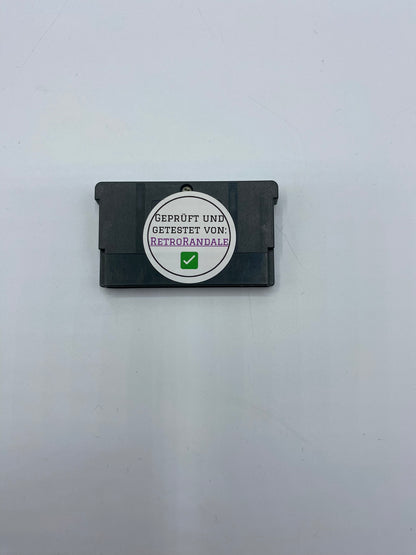 Geprüft und
getestet von:
RetroRandale